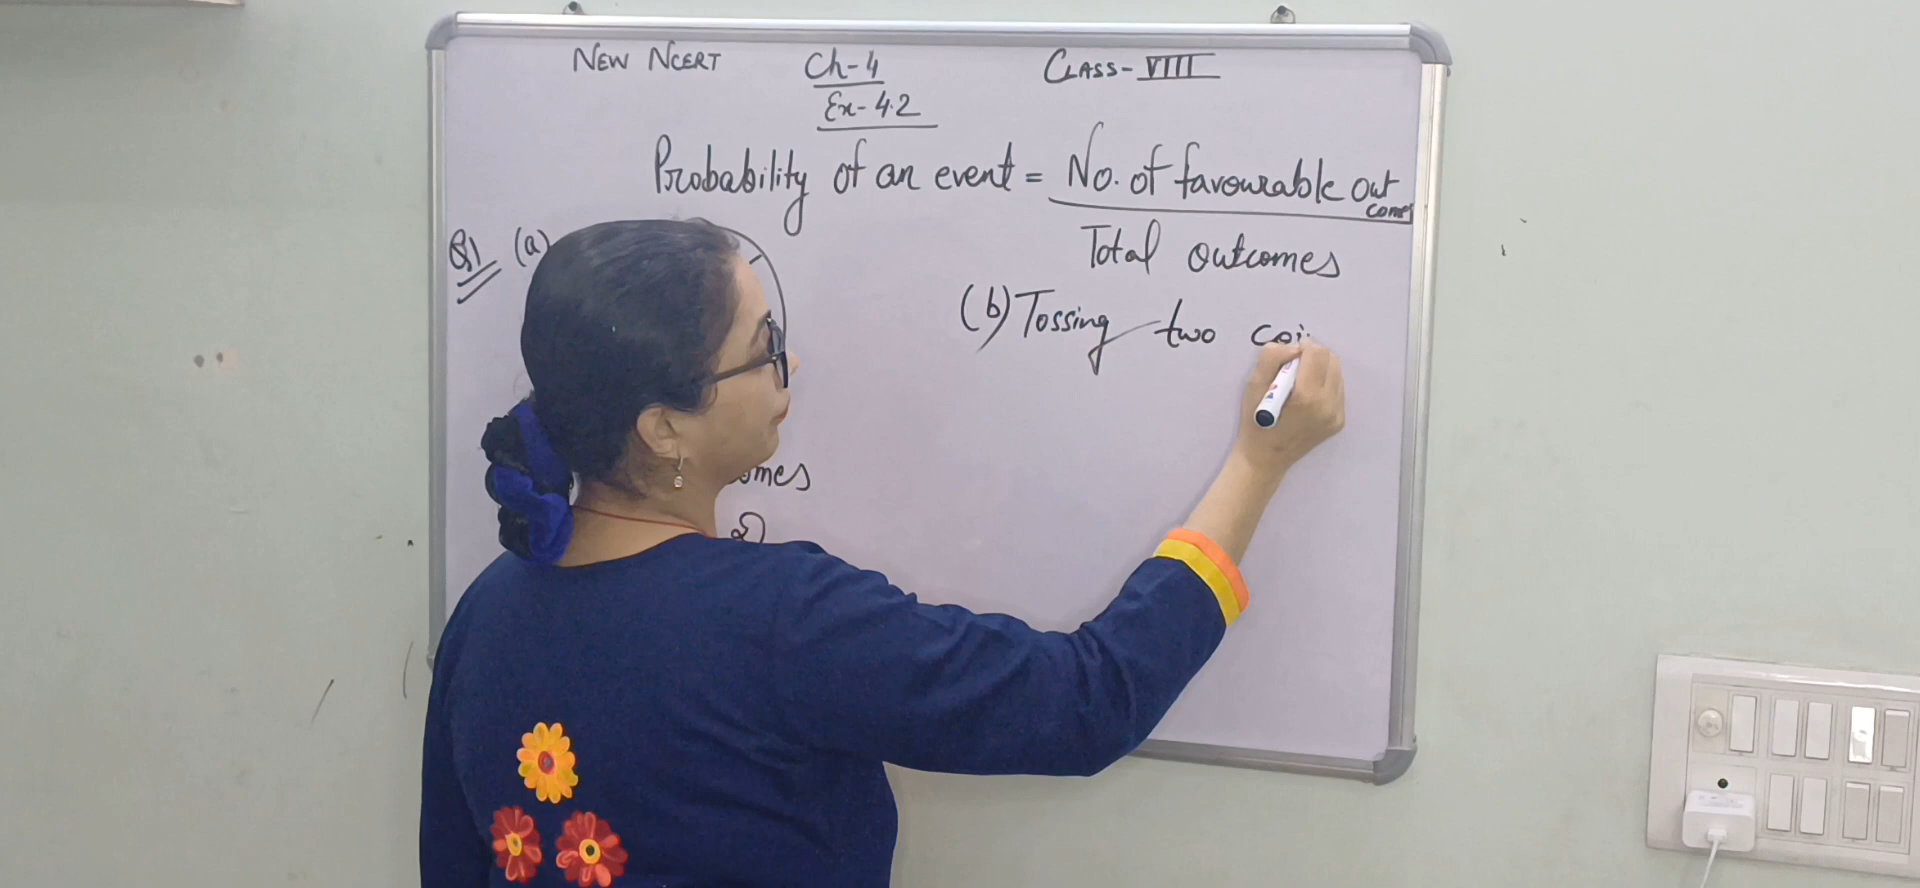 NEW NCERT Ch-4 CLASS-VIII
Ex-4.2
Probability of an event = No. of favourable outcomes
Total outcomes
Q1 (a)
(b) Tossing two coi
omes